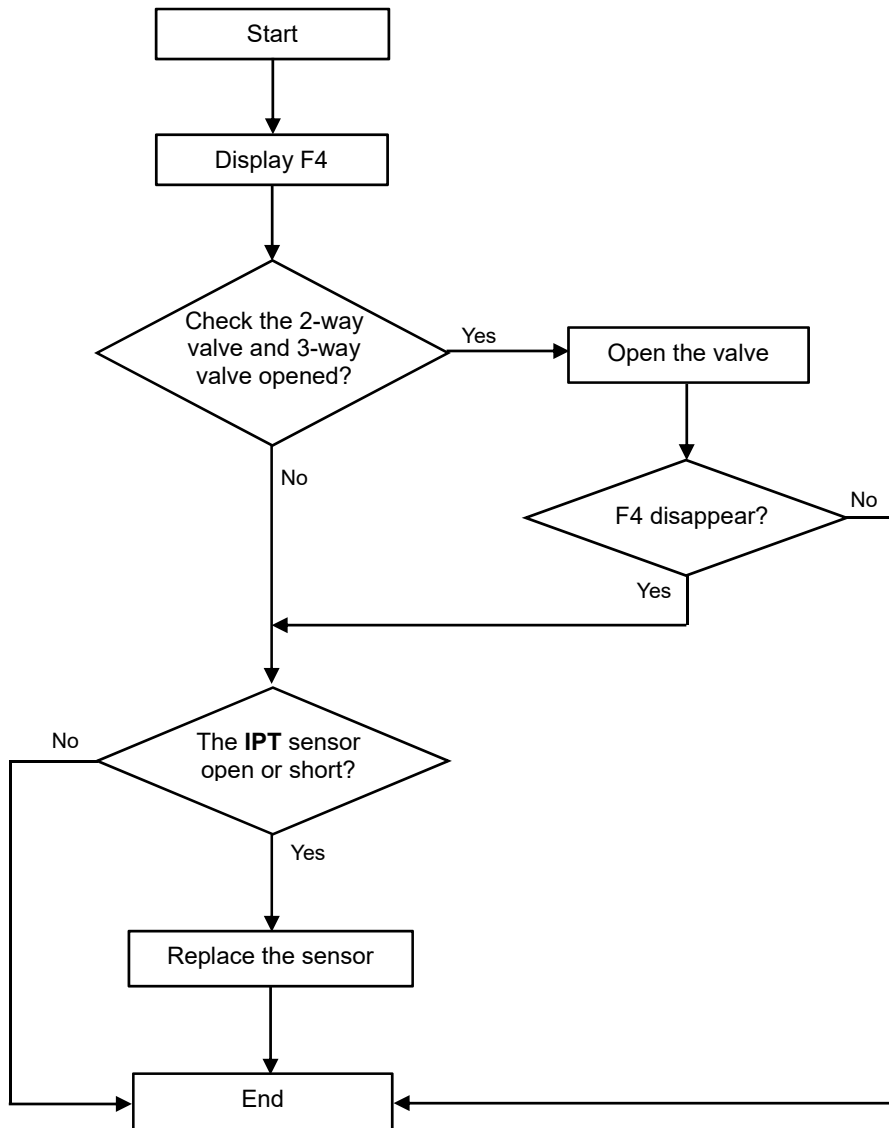 Start
Display F4
Check the 2-way
valve and 3-way
valve opened?
Yes
Open the valve
No
F4 disappear?
No
Yes
No
The IPT sensor
open or short?
Yes
Replace the sensor
End